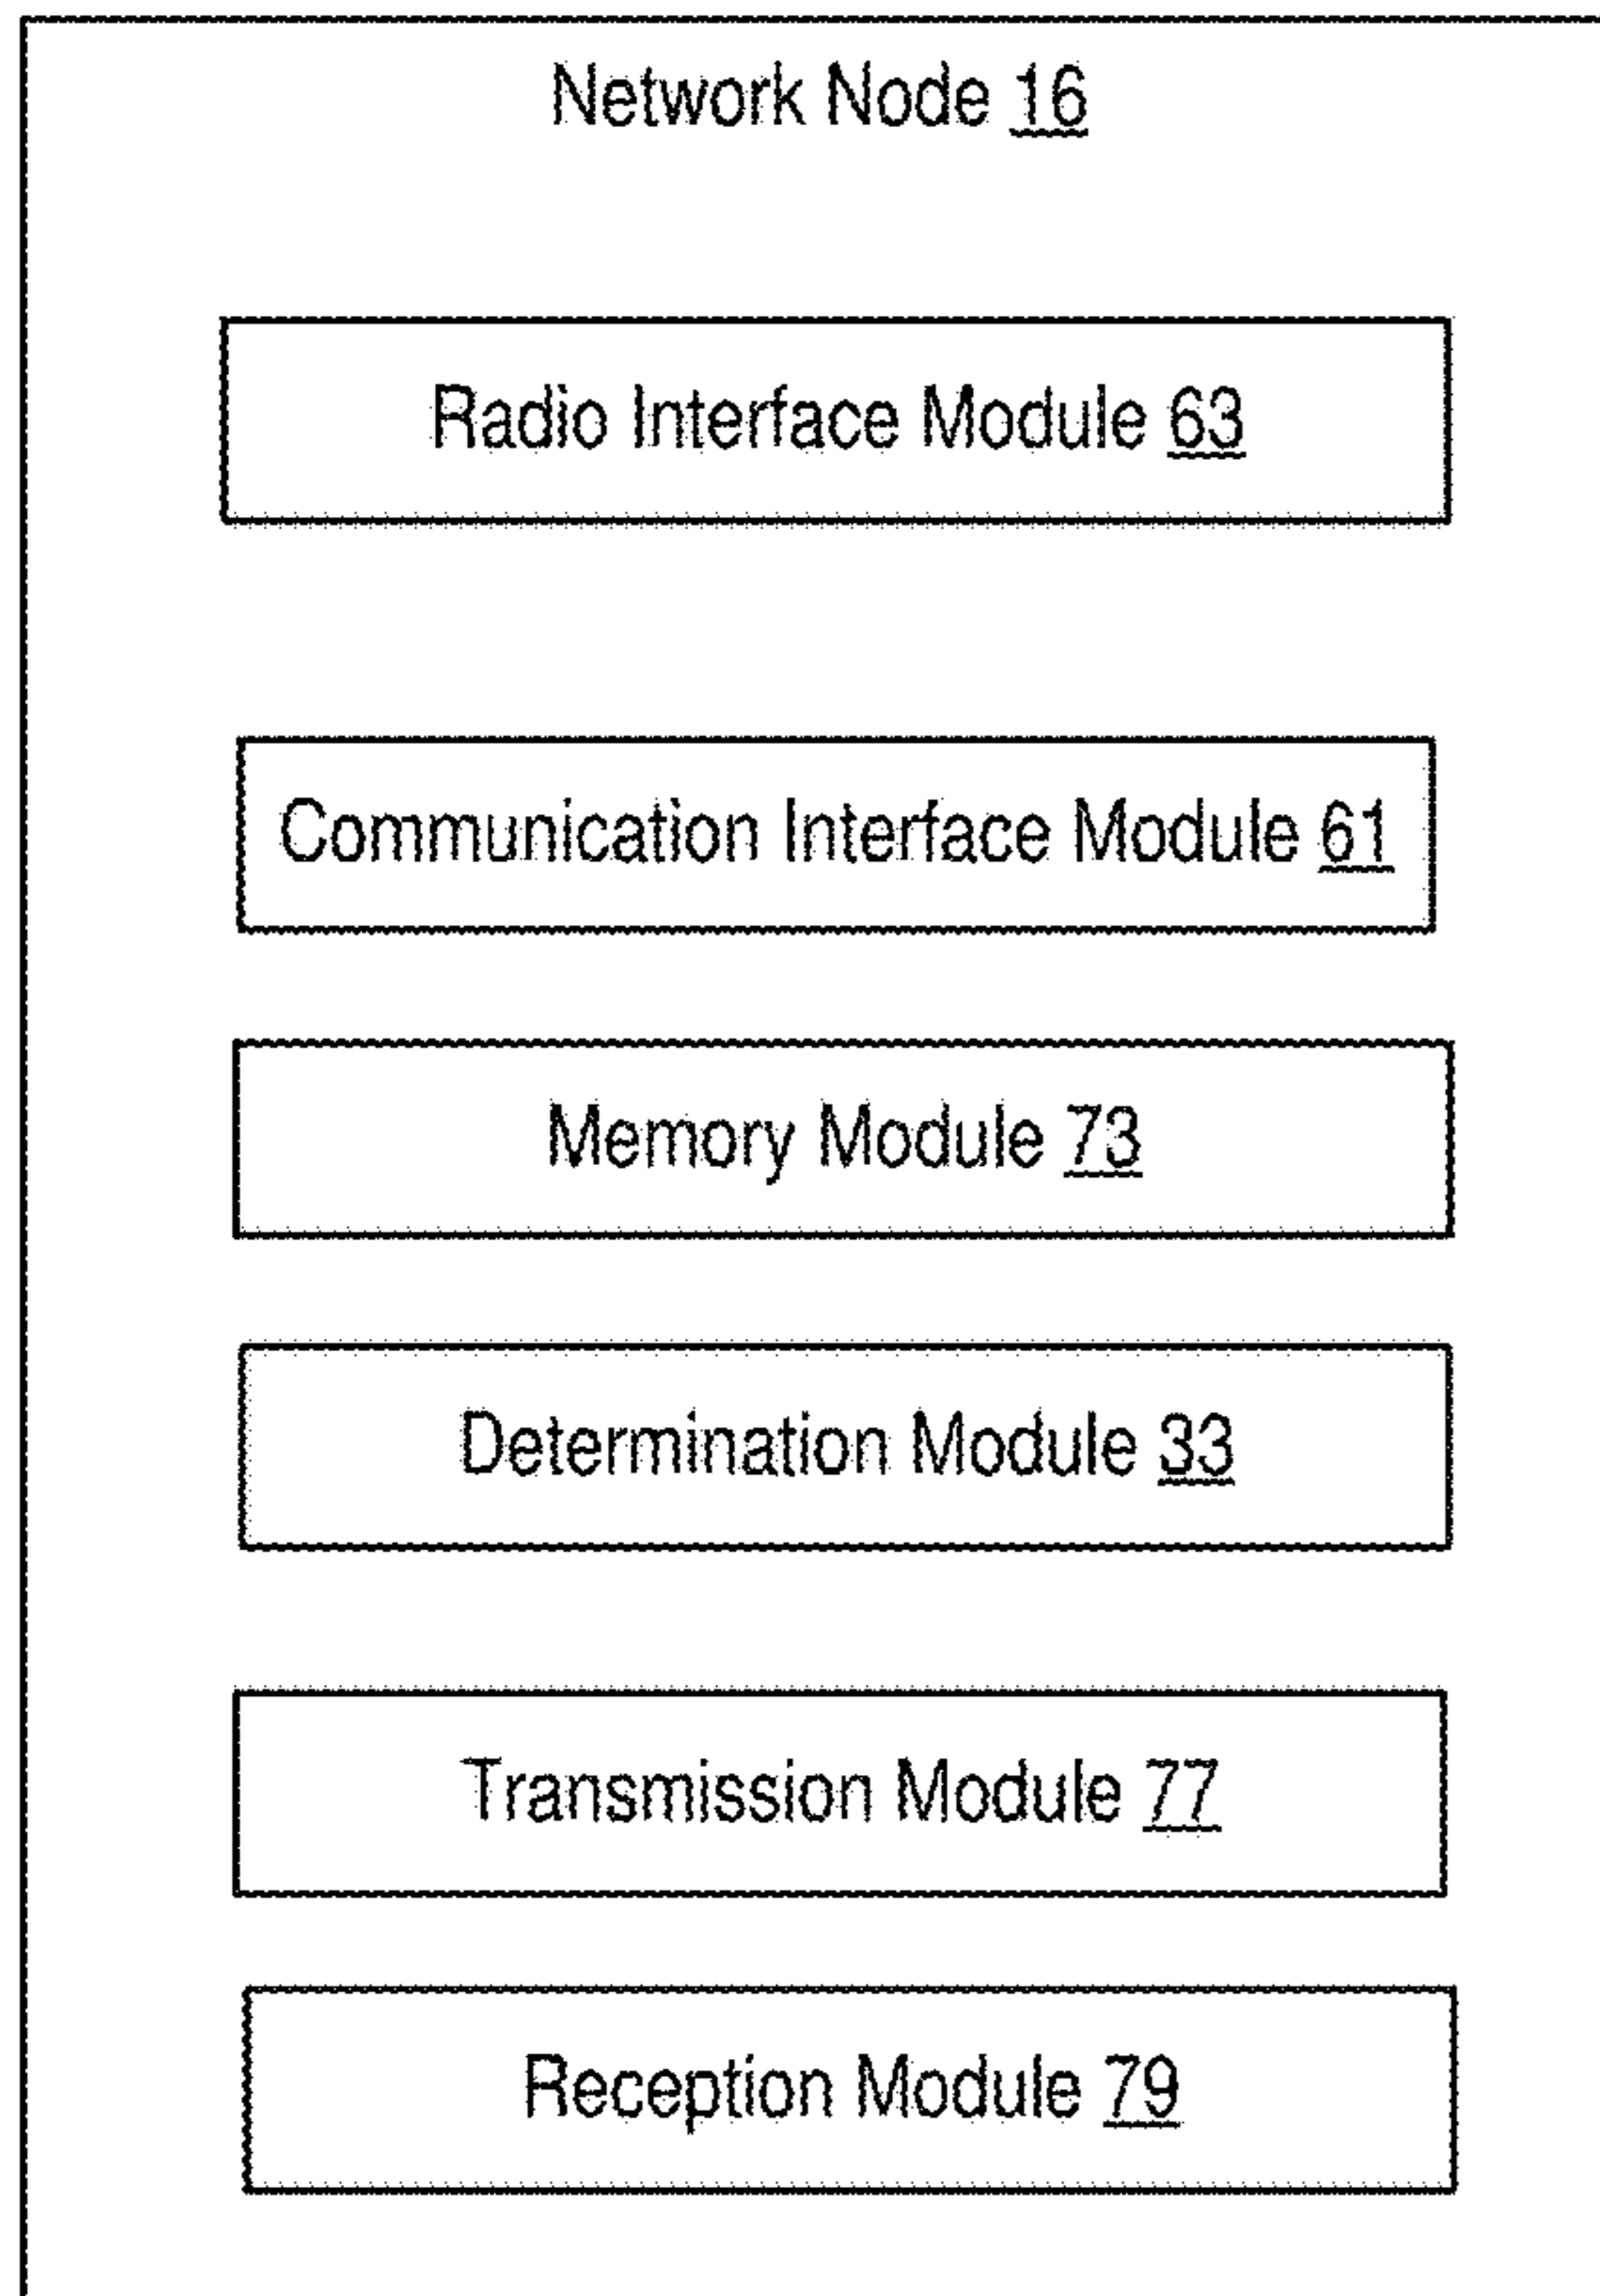 Network Node 16
Radio Interface Module 63
Communication Interface Module 61
Memory Module 73
Determination Module 33
Transmission Module 77
Reception Module 79